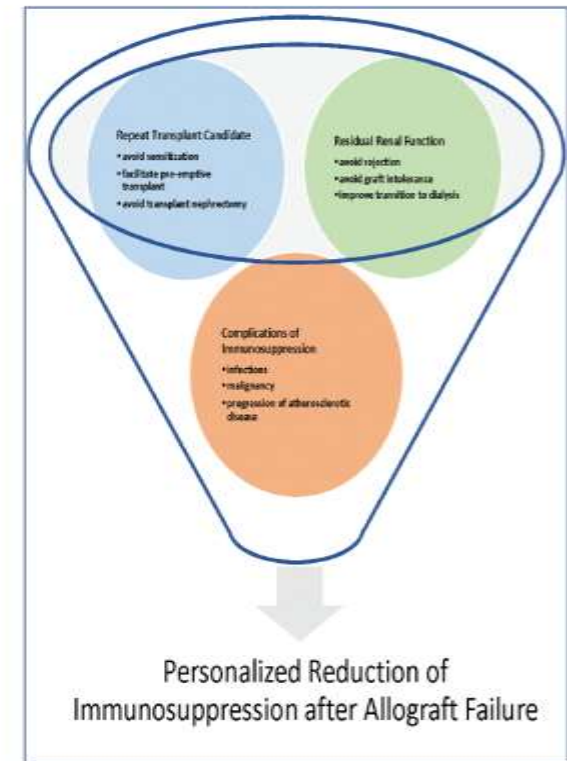 Repeat Transplant Candidate
• avoid sensitization
• facilitate pre-emptive
transplant
• avoid transplant nephrectomy
Residual Renal Function
• avoid rejection
• avoid graft intolerance
• improve transition to dialysis
Complications of
Immunosuppression
• infections
• malignancy
• progression of atherosclerotic
disease
Personalized Reduction of
Immunosuppression after Allograft Failure